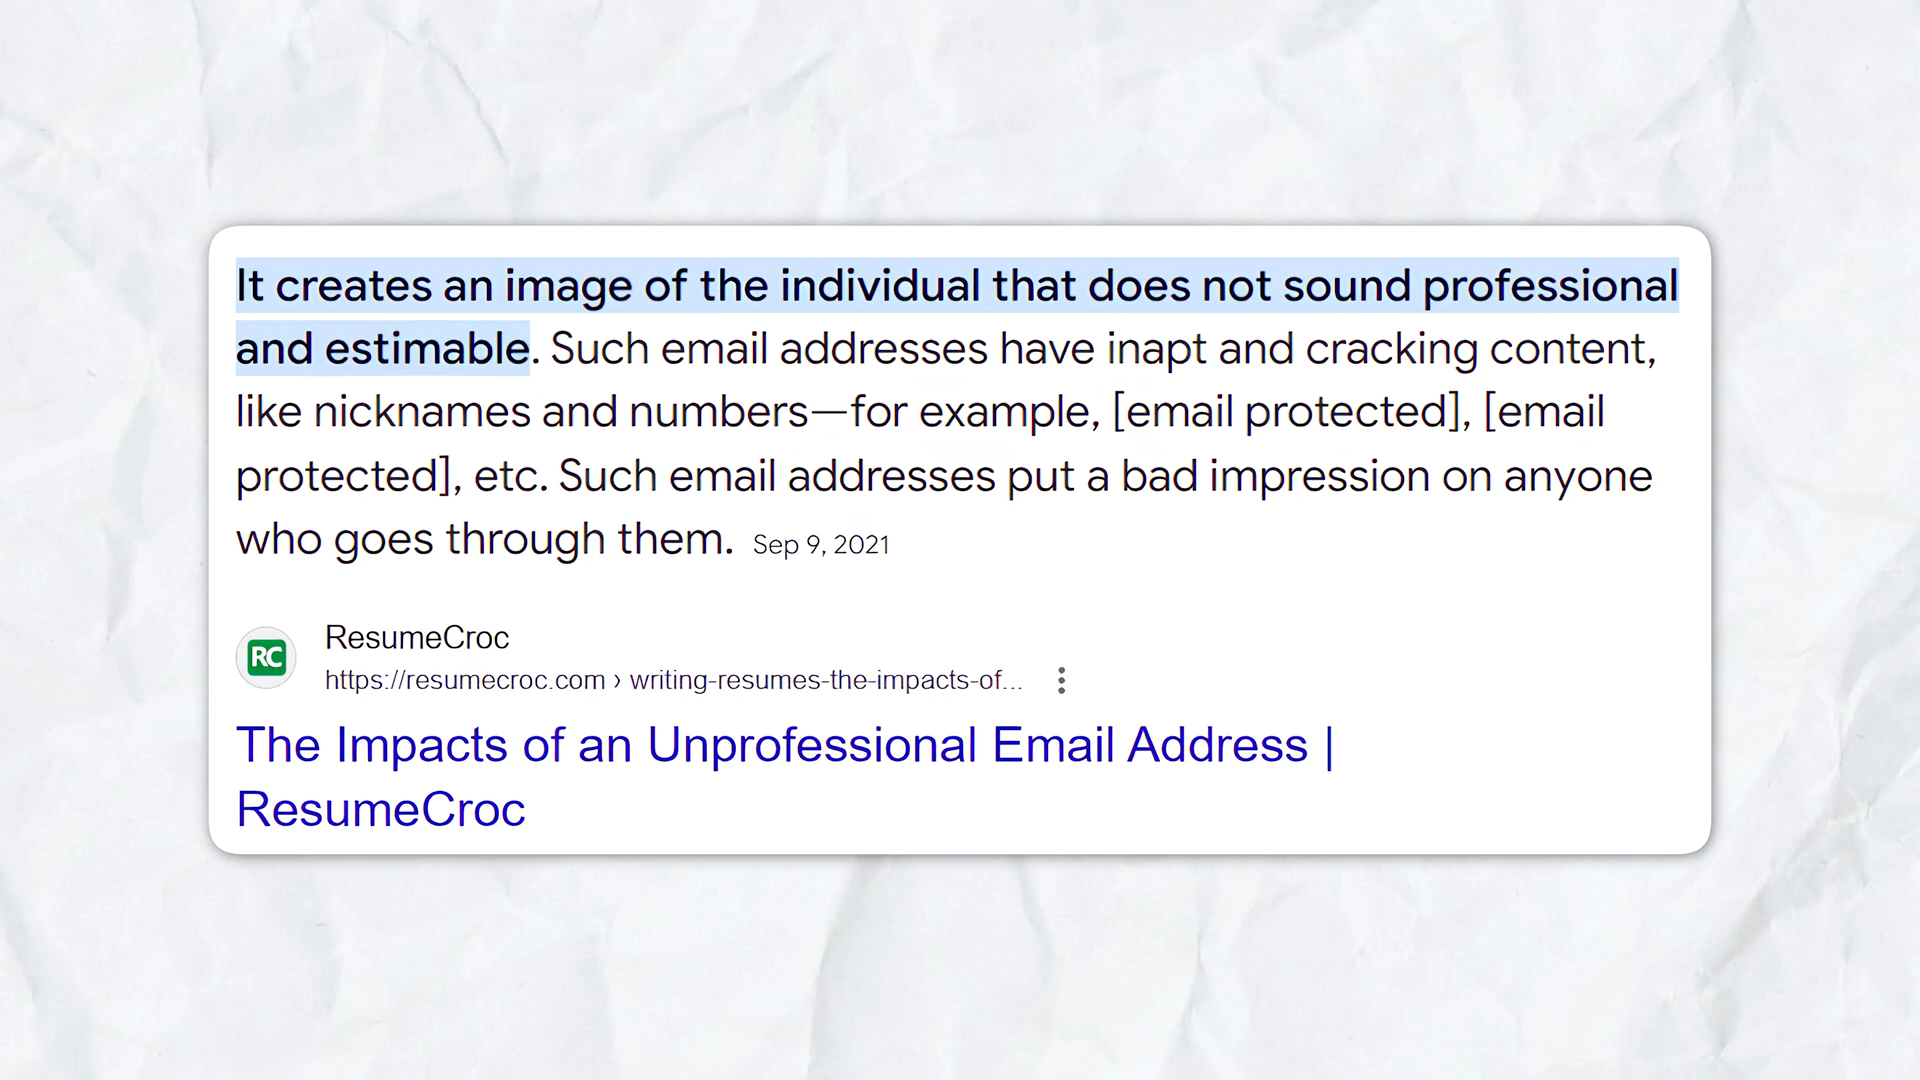 It creates an image of the individual that does not sound professional
and estimable. Such email addresses have inapt and cracking content,
like nicknames and numbers—for example, [email protected], [email
protected], etc. Such email addresses put a bad impression on anyone
who goes through them. Sep 9, 2021
RC
ResumeCroc
https://resumecroc.com › writing-resumes-the-impacts-of...
The Impacts of an Unprofessional Email Address |
ResumeCroc